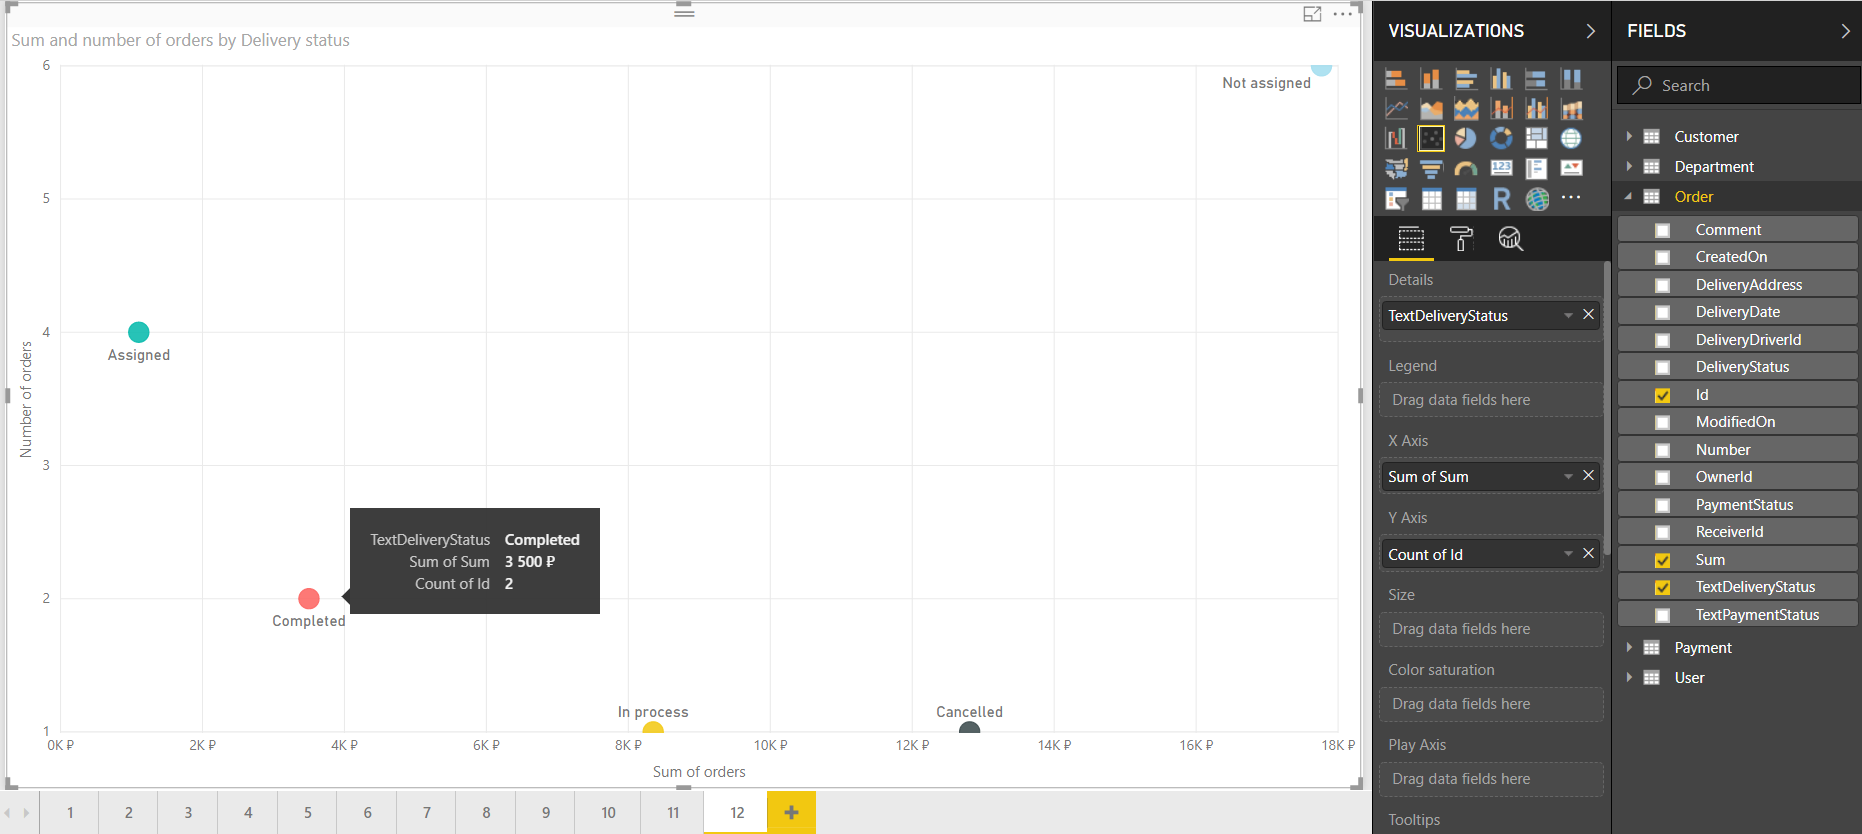 Sum and number of orders by Delivery status
6
5
4
3
2
1
Number of orders
Not assigned
Assigned
Completed
In process
Cancelled
TextDeliveryStatus Completed
Sum of Sum 3 500 ₽
Count of Id 2
0K ₽ 2K ₽ 4K ₽ 6K ₽ 8K ₽ 10K ₽ 12K ₽ 14K ₽ 16K ₽ 18K ₽
Sum of orders
1 2 3 4 5 6 7 8 9 10 11 12 +
VISUALIZATIONS
123
R
Details
TextDeliveryStatus
Legend
Drag data fields here
X Axis
Sum of Sum
Y Axis
Count of Id
Size
Drag data fields here
Color saturation
Drag data fields here
Play Axis
Drag data fields here
Tooltips
FIELDS
Search
Customer
Department
Order
Comment
CreatedOn
DeliveryAddress
DeliveryDate
DeliveryDriverId
DeliveryStatus
Id
ModifiedOn
Number
OwnerId
PaymentStatus
ReceiverId
Sum
TextDeliveryStatus
TextPaymentStatus
Payment
User